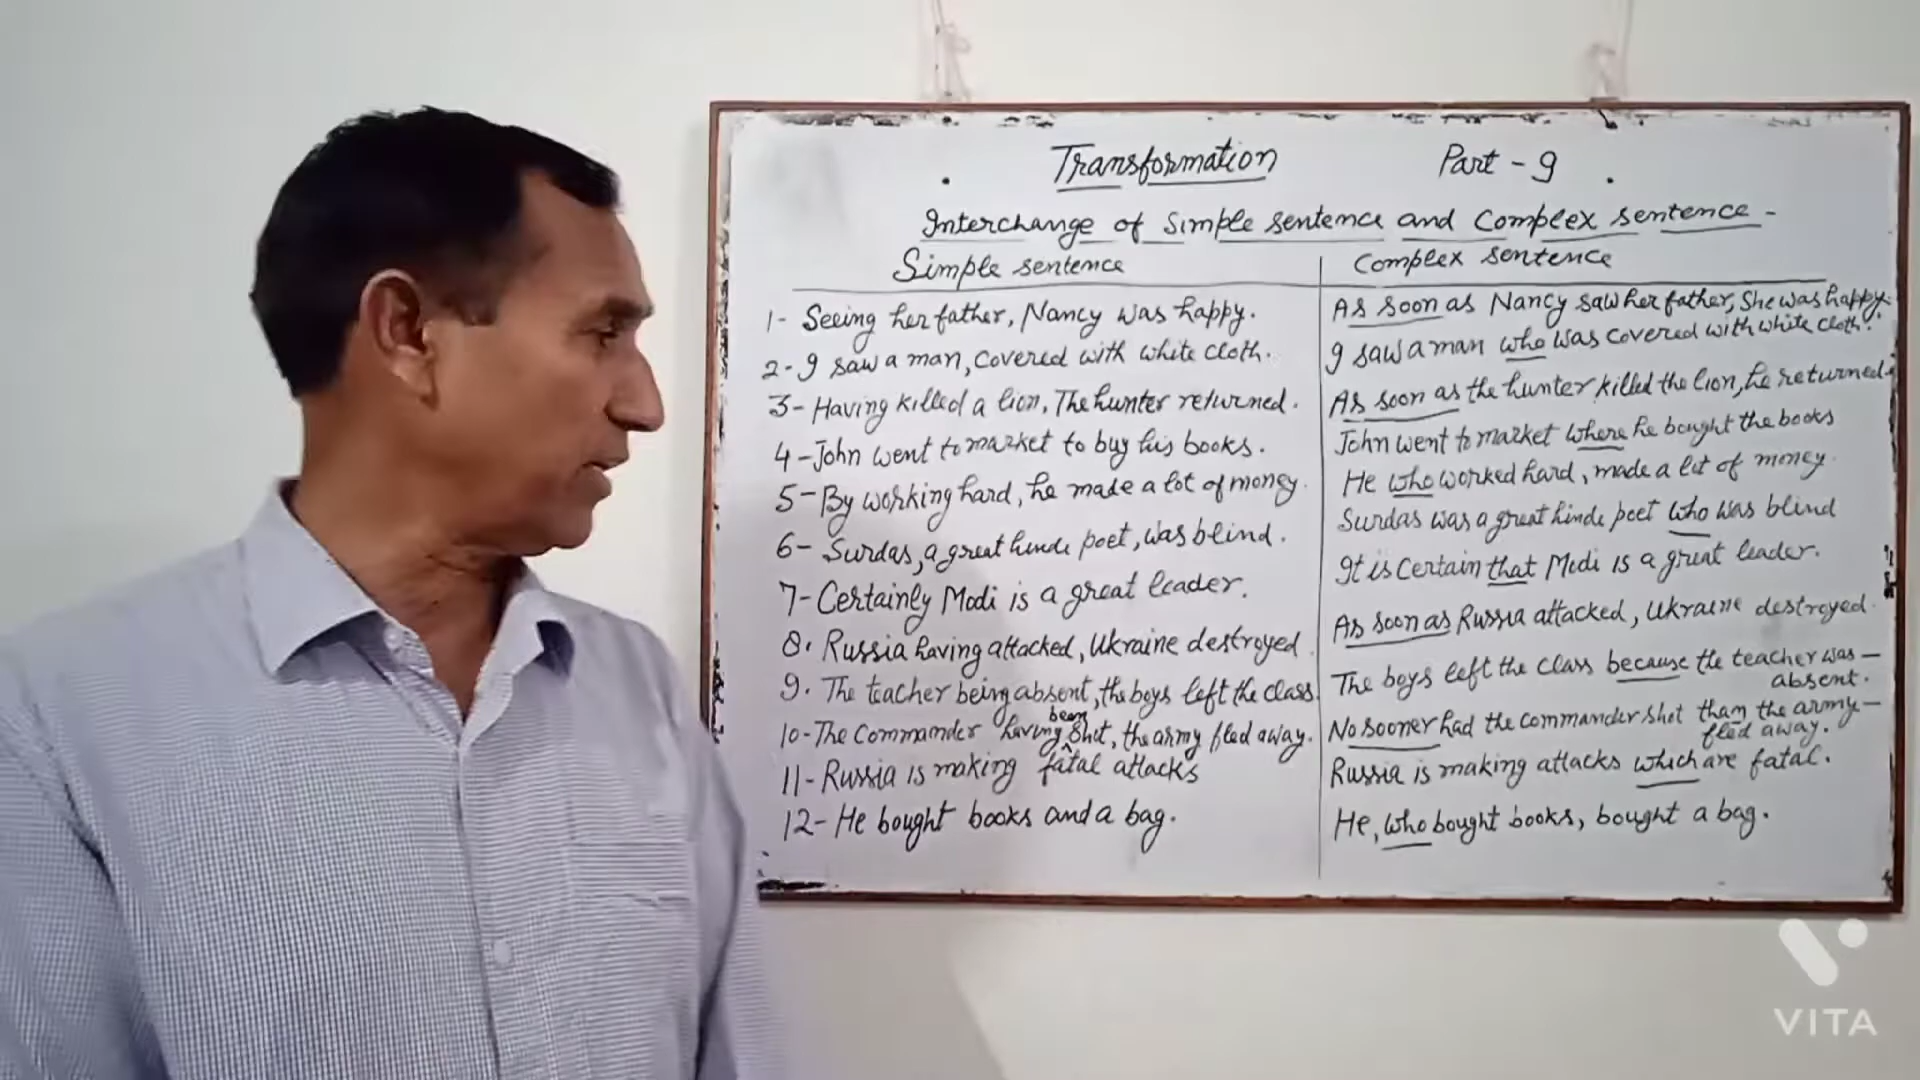 Transformation Part - 9
Interchange of Simple sentence and Complex sentence -
Simple sentence
Complex sentence
1- Seeing her father, Nancy was happy.
As soon as Nancy saw her father, She was happy.
2- I saw a man, covered with white cloth.
I saw a man who was covered with white cloth.
3- Having killed a lion, The hunter returned.
As soon as the hunter killed the lion, he returned.
4- John went to market to buy his books.
John went to market where he bought the books
5- By working hard, he made a lot of money.
He who worked hard, made a lot of money.
6- Surdas, a great hindi poet, was blind.
Surdas was a great hindi poet who was blind
7- Certainly Modi is a great leader.
It is Certain that Modi is a great leader.
8. Russia having attacked, Ukraine destroyed
As soon as Russia attacked, Ukraine destroyed.
9. The teacher being absent, the boys left the class.
The boys left the class because the teacher was -
absent.
10- The Commander having been shot, the army fled away.
No sooner had the commander shot than the army -
fled away.
11- Russia is making fatal attacks
Russia is making attacks which are fatal.
12- He bought books and a bag.
He, who bought books, bought a bag.
VITA